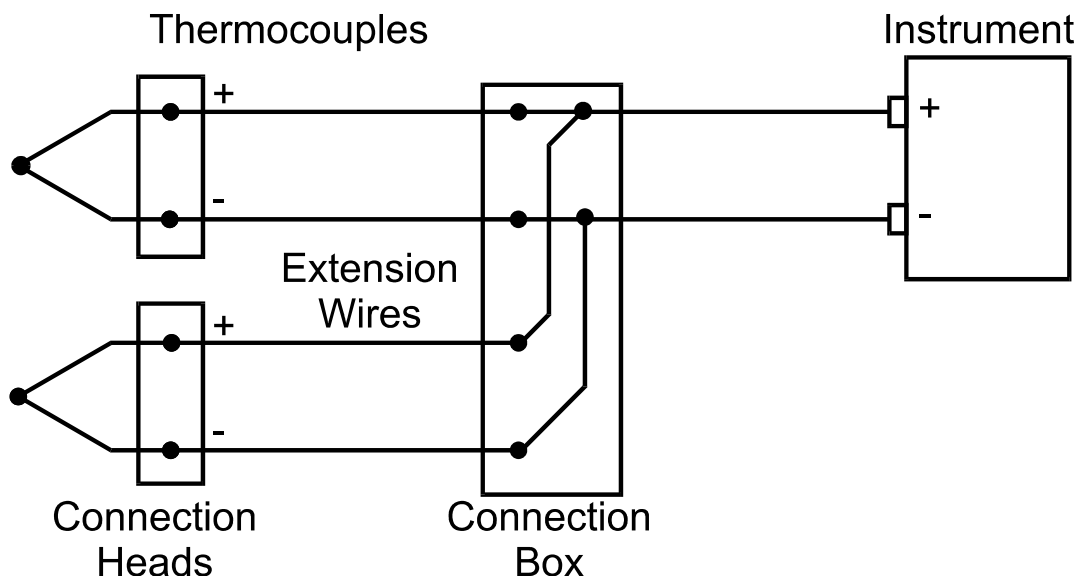 Thermocouples
Instrument
+
+
-
-
Extension
Wires
+
-
Connection
Heads
Connection
Box